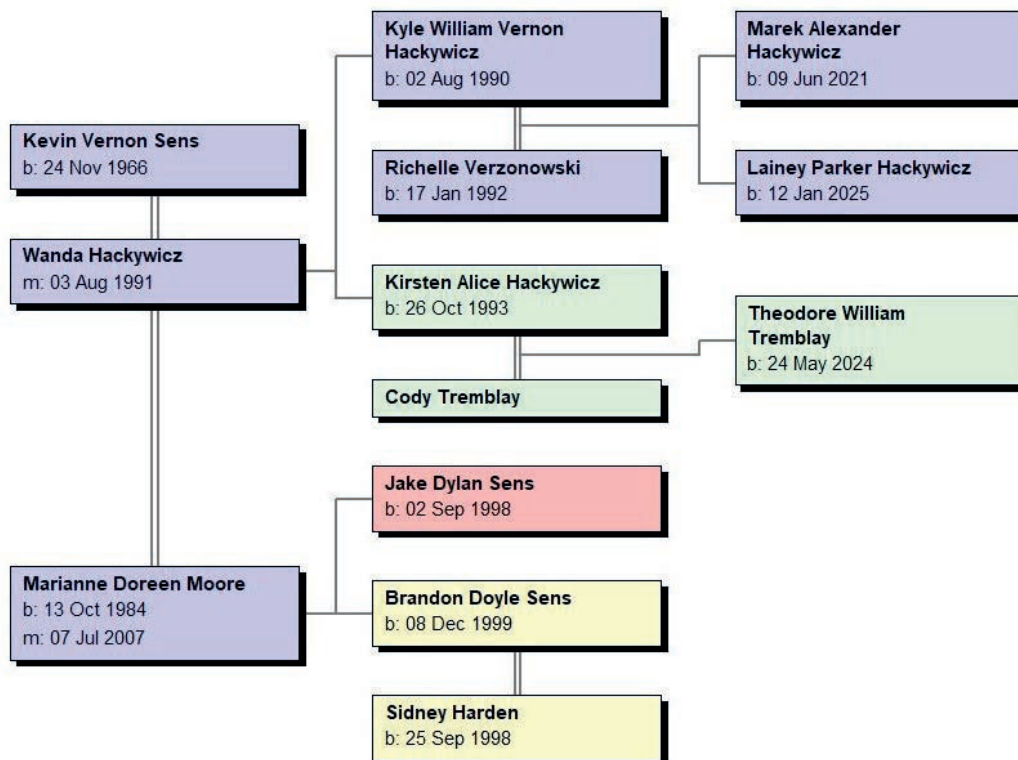 Kyle William Vernon
Hackywicz
b: 02 Aug 1990
Marek Alexander
Hackywicz
b: 09 Jun 2021
Kevin Vernon Sens
b: 24 Nov 1966
Richelle Verzonowski
b: 17 Jan 1992
Lainey Parker Hackywicz
b: 12 Jan 2025
Wanda Hackywicz
m: 03 Aug 1991
Kirsten Alice Hackywicz
b: 26 Oct 1993
Theodore William
Tremblay
b: 24 May 2024
Cody Tremblay
Jake Dylan Sens
b: 02 Sep 1998
Marianne Doreen Moore
b: 13 Oct 1984
m: 07 Jul 2007
Brandon Doyle Sens
b: 08 Dec 1999
Sidney Harden
b: 25 Sep 1998